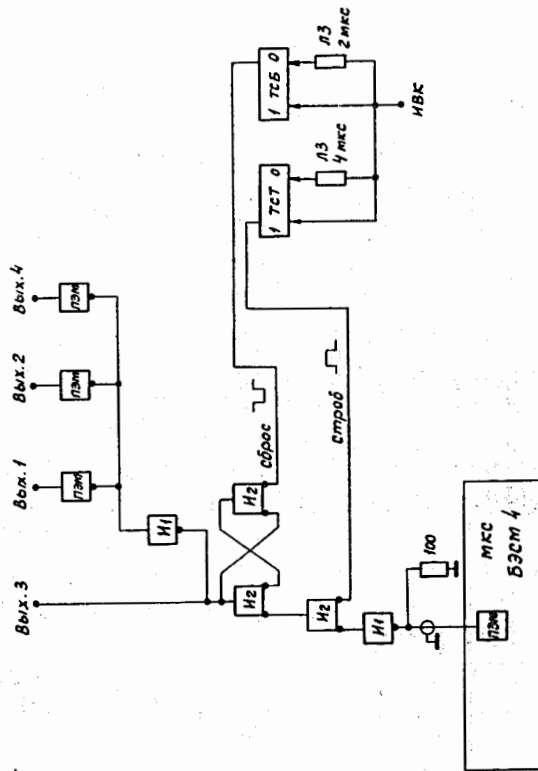 Вых.3
Вых.1
Вых.2
Вых.4
ПЭМ
ПЭМ
ПЭМ
И1
И2
И2
сброс
1 ТСТ 0
1 ТСБ 0
ЛЗ
4 мкс
ЛЗ
2 мкс
ИВК
И2
строб
И1
100
ПЭМ
МКС
БЭСМ 4